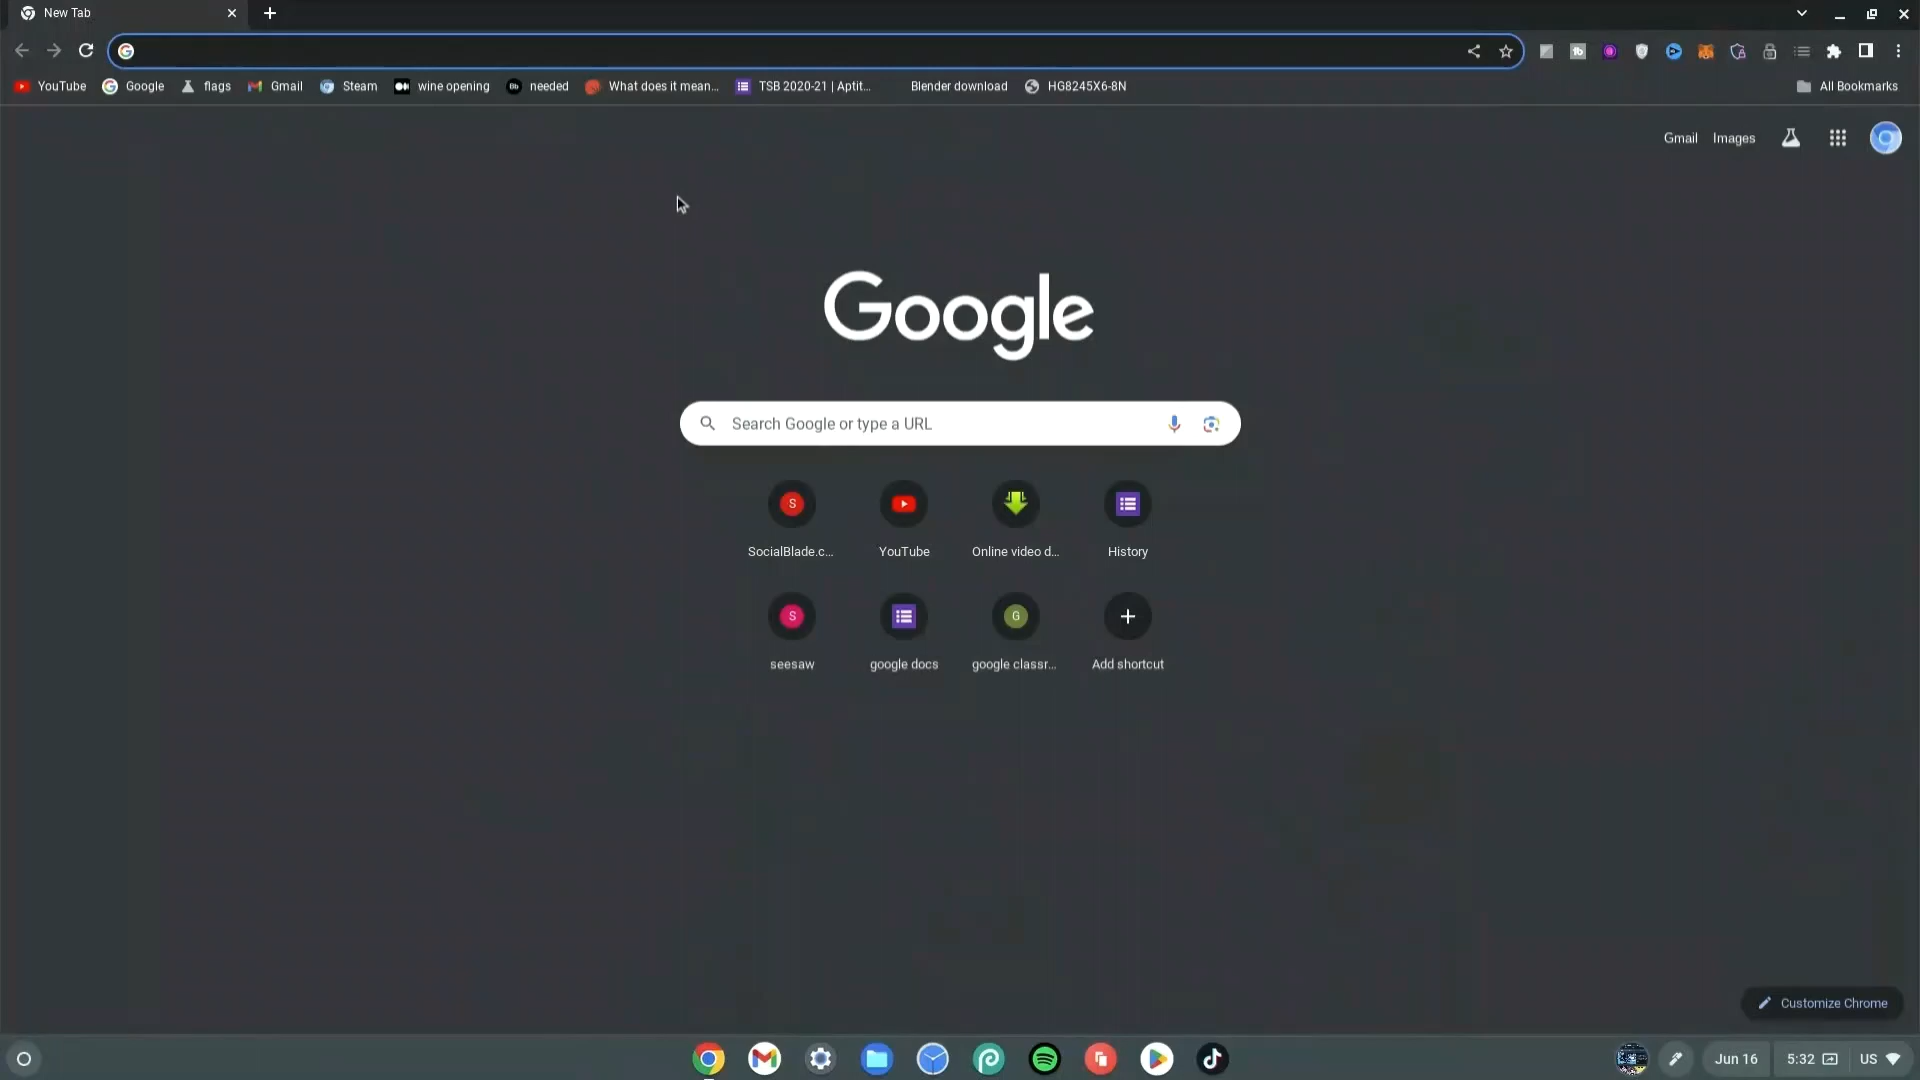 New Tab
YouTube Google flags Gmail Steam wine opening needed What does it mean... TSB 2020-21 | Aptit... Blender download HG8245X6-8N All Bookmarks
Gmail Images
Google
Search Google or type a URL
S
SocialBlade.c... YouTube Online video d... History
S G
seesaw google docs google classr... Add shortcut
Customize Chrome
Jun 16 5:32 US